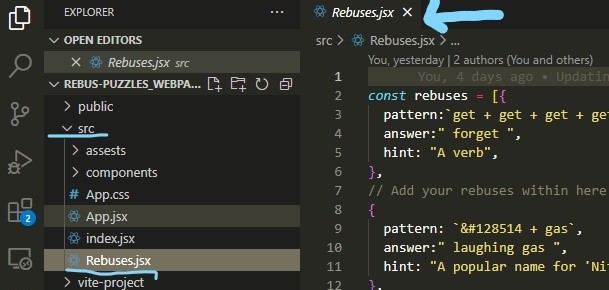 EXPLORER
OPEN EDITORS
Rebuses.jsx src
REBUS-PUZZLES_WEBPA...
public
src
assests
components
App.css
App.jsx
index.jsx
Rebuses.jsx
vite-project
2
Rebuses.jsx
src > Rebuses.jsx > ...
You, yesterday | 2 authors (You and others)
1 You, 4 days ago • Updatin
2 const rebuses = [{
3 pattern:`get + get + get + get
4 answer:" forget ",
5 hint: "A verb",
6 },
7 // Add your rebuses within here
8 {
9 pattern: `&#128514 + gas`,
10 answer:" laughing gas ",
11 hint: "A popular name for 'Nit
12 },